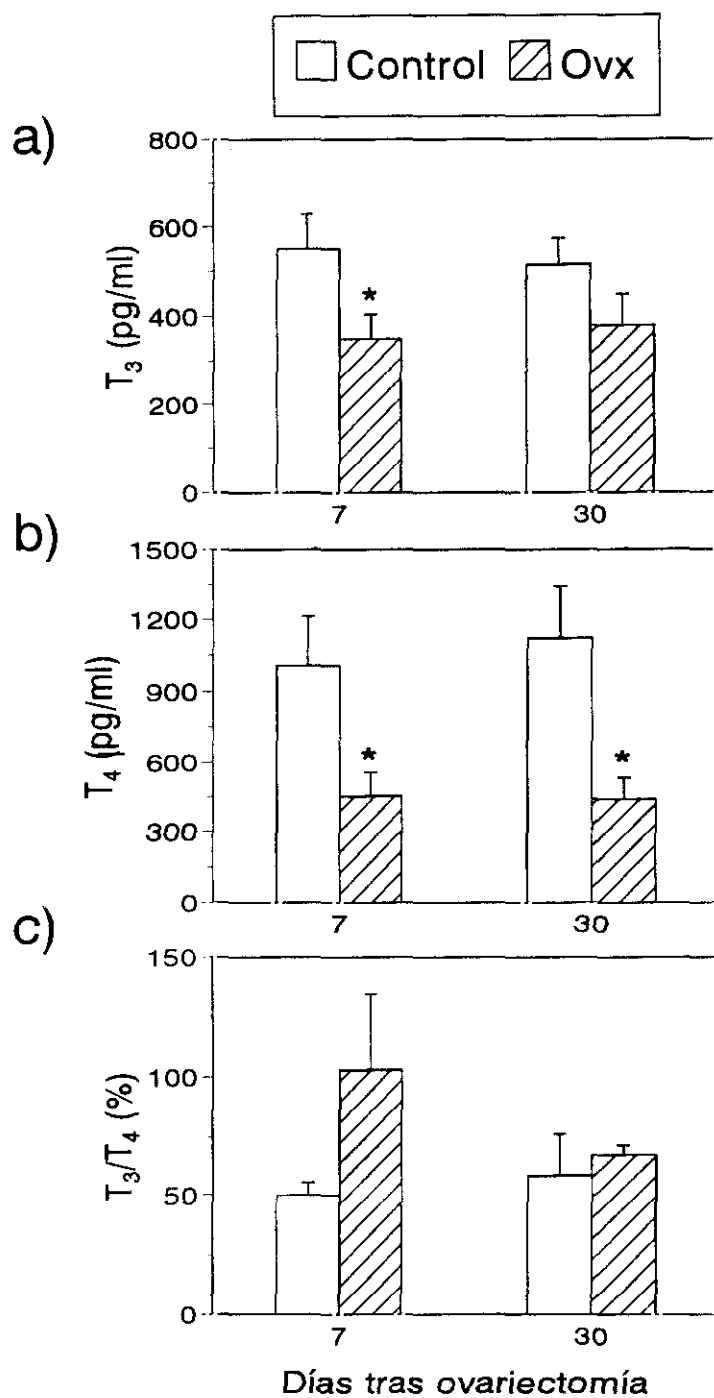 Control Ovx
a)
800
600
400
200
0
T₃ (pg/ml)
*
7 30
b)
1500
1200
900
600
300
0
T₄ (pg/ml)
* *
7 30
c)
150
100
50
0
T₃/T₄ (%)
7 30
Días tras ovariectomía